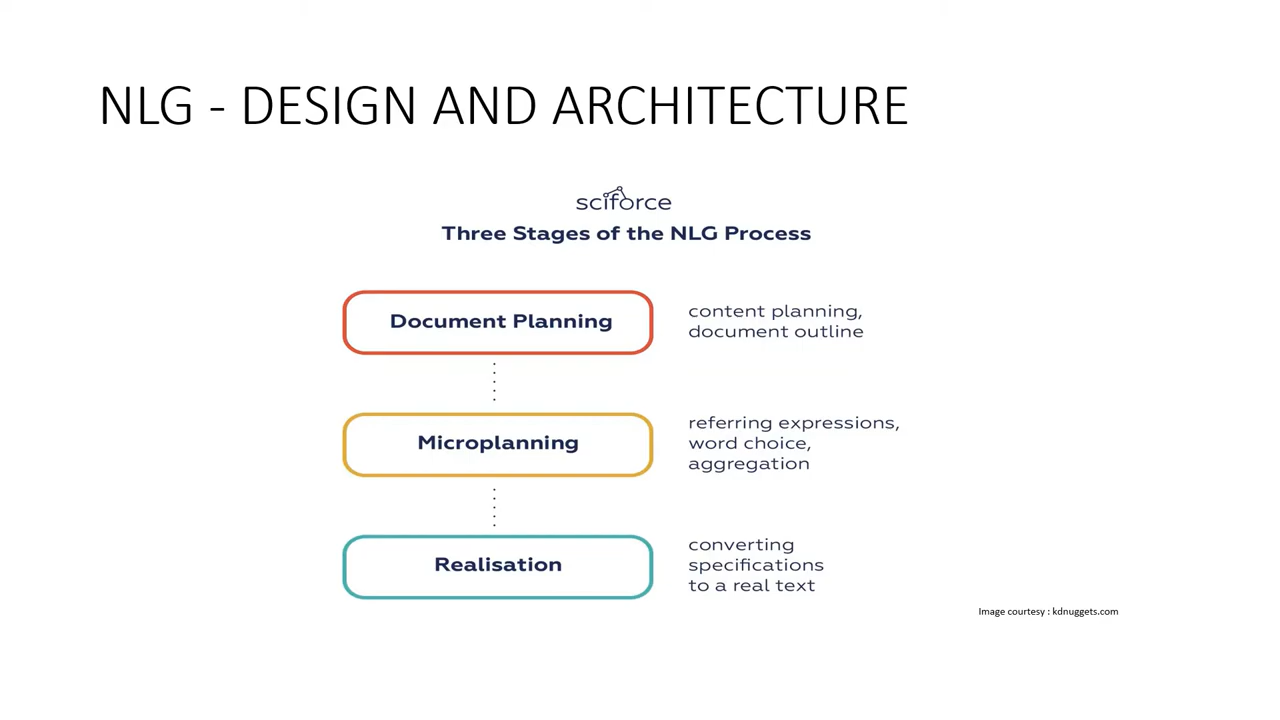 NLG - DESIGN AND ARCHITECTURE
sciforce
Three Stages of the NLG Process
Document Planning
content planning,
document outline
Microplanning
referring expressions,
word choice,
aggregation
Realisation
converting
specifications
to a real text
Image courtesy : kdnuggets.com